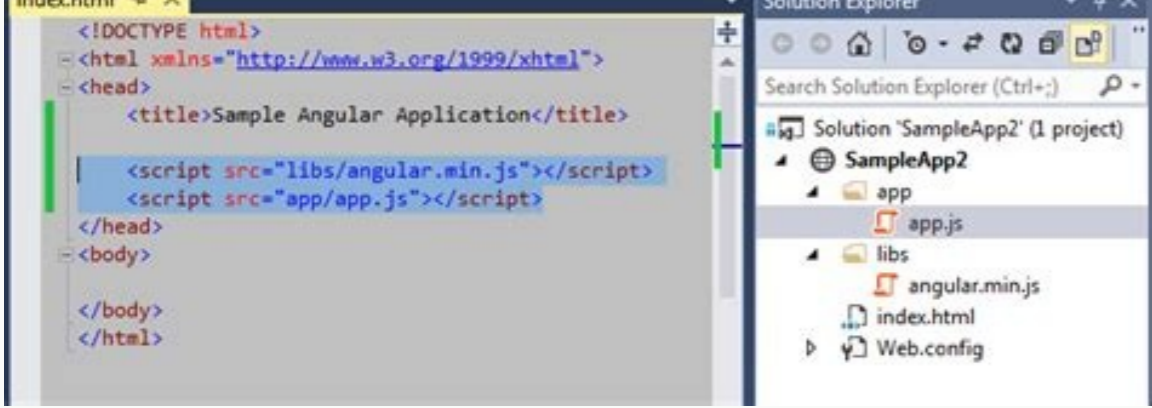 index.html
<!DOCTYPE html>
<html xmlns="http://www.w3.org/1999/xhtml">
<head>
<title>Sample Angular Application</title>
<script src="libs/angular.min.js"></script>
<script src="app/app.js"></script>
</head>
<body>
</body>
</html>
Solution Explorer
Search Solution Explorer (Ctrl+;)
Solution 'SampleApp2' (1 project)
SampleApp2
app
app.js
libs
angular.min.js
index.html
Web.config